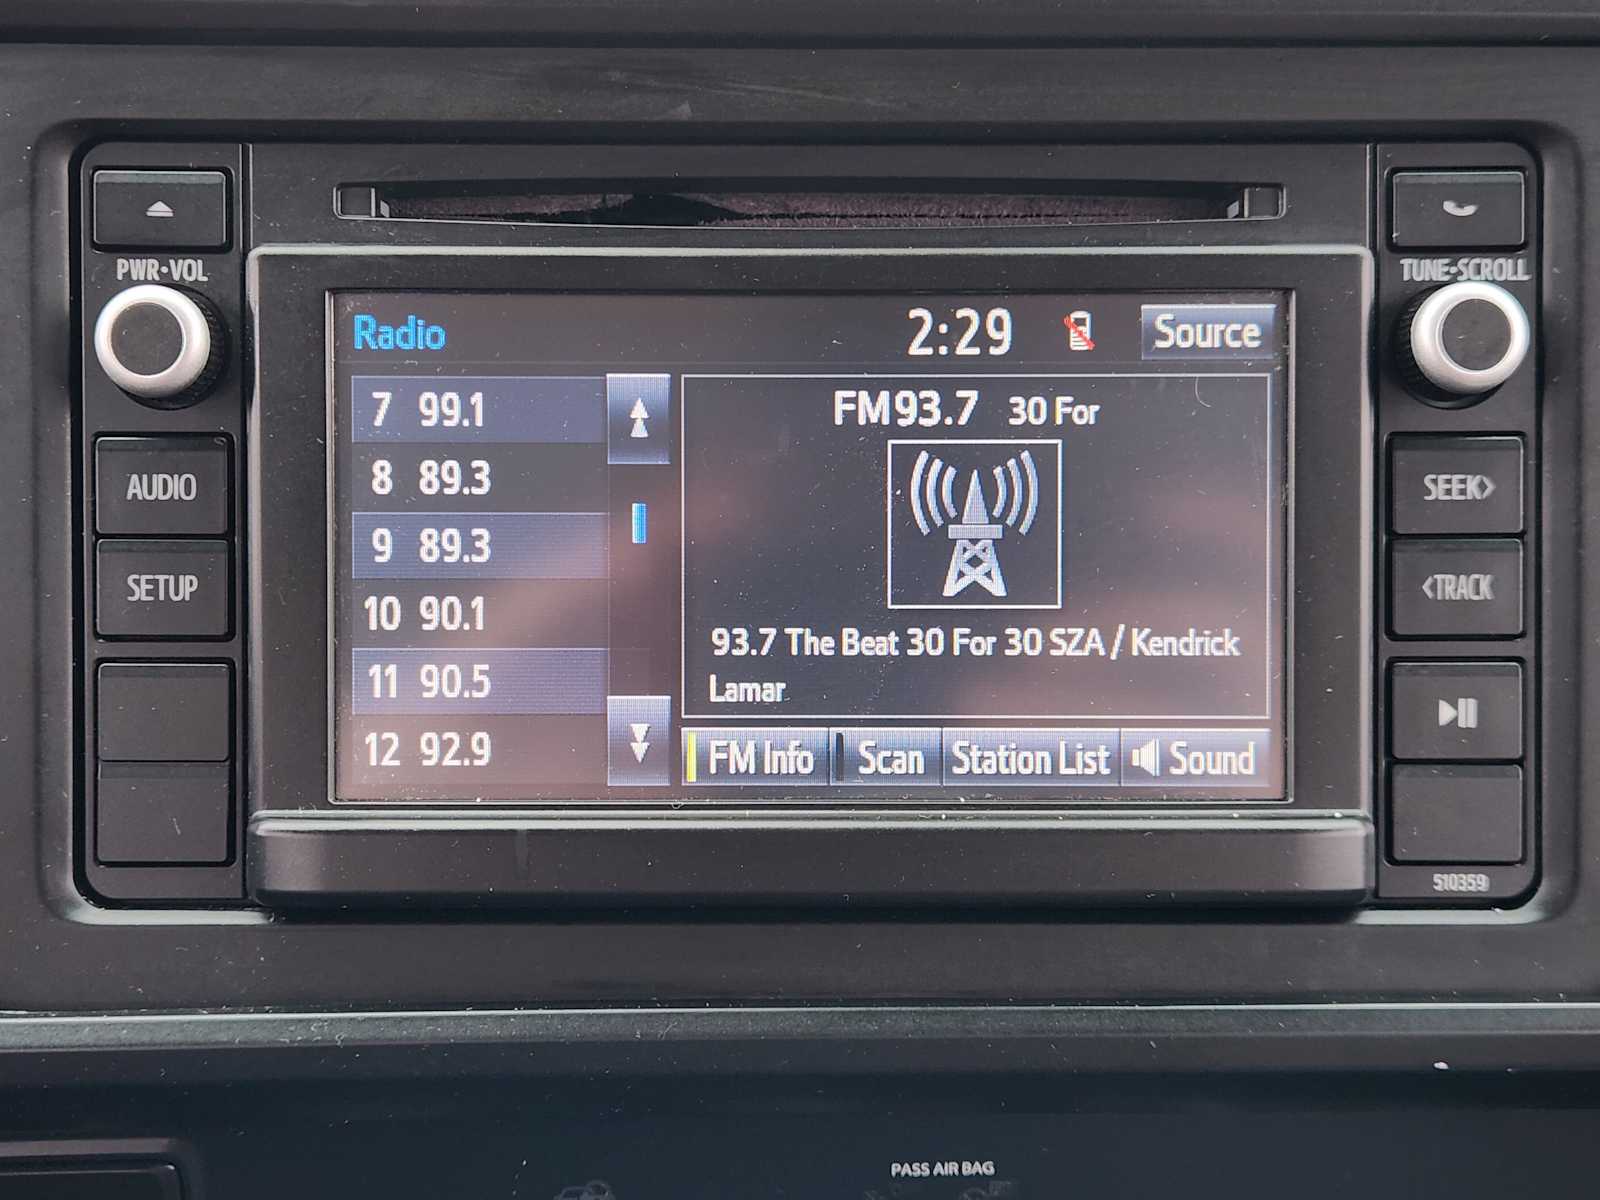 PWR•VOL
TUNE•SCROLL
Radio
2:29
Source
7 99.1
8 89.3
9 89.3
10 90.1
11 90.5
12 92.9
FM93.7 30 For
93.7 The Beat 30 For 30 SZA / Kendrick
Lamar
FM Info
Scan
Station List
Sound
AUDIO
SETUP
SEEK>
<TRACK
510359
PASS AIR BAG